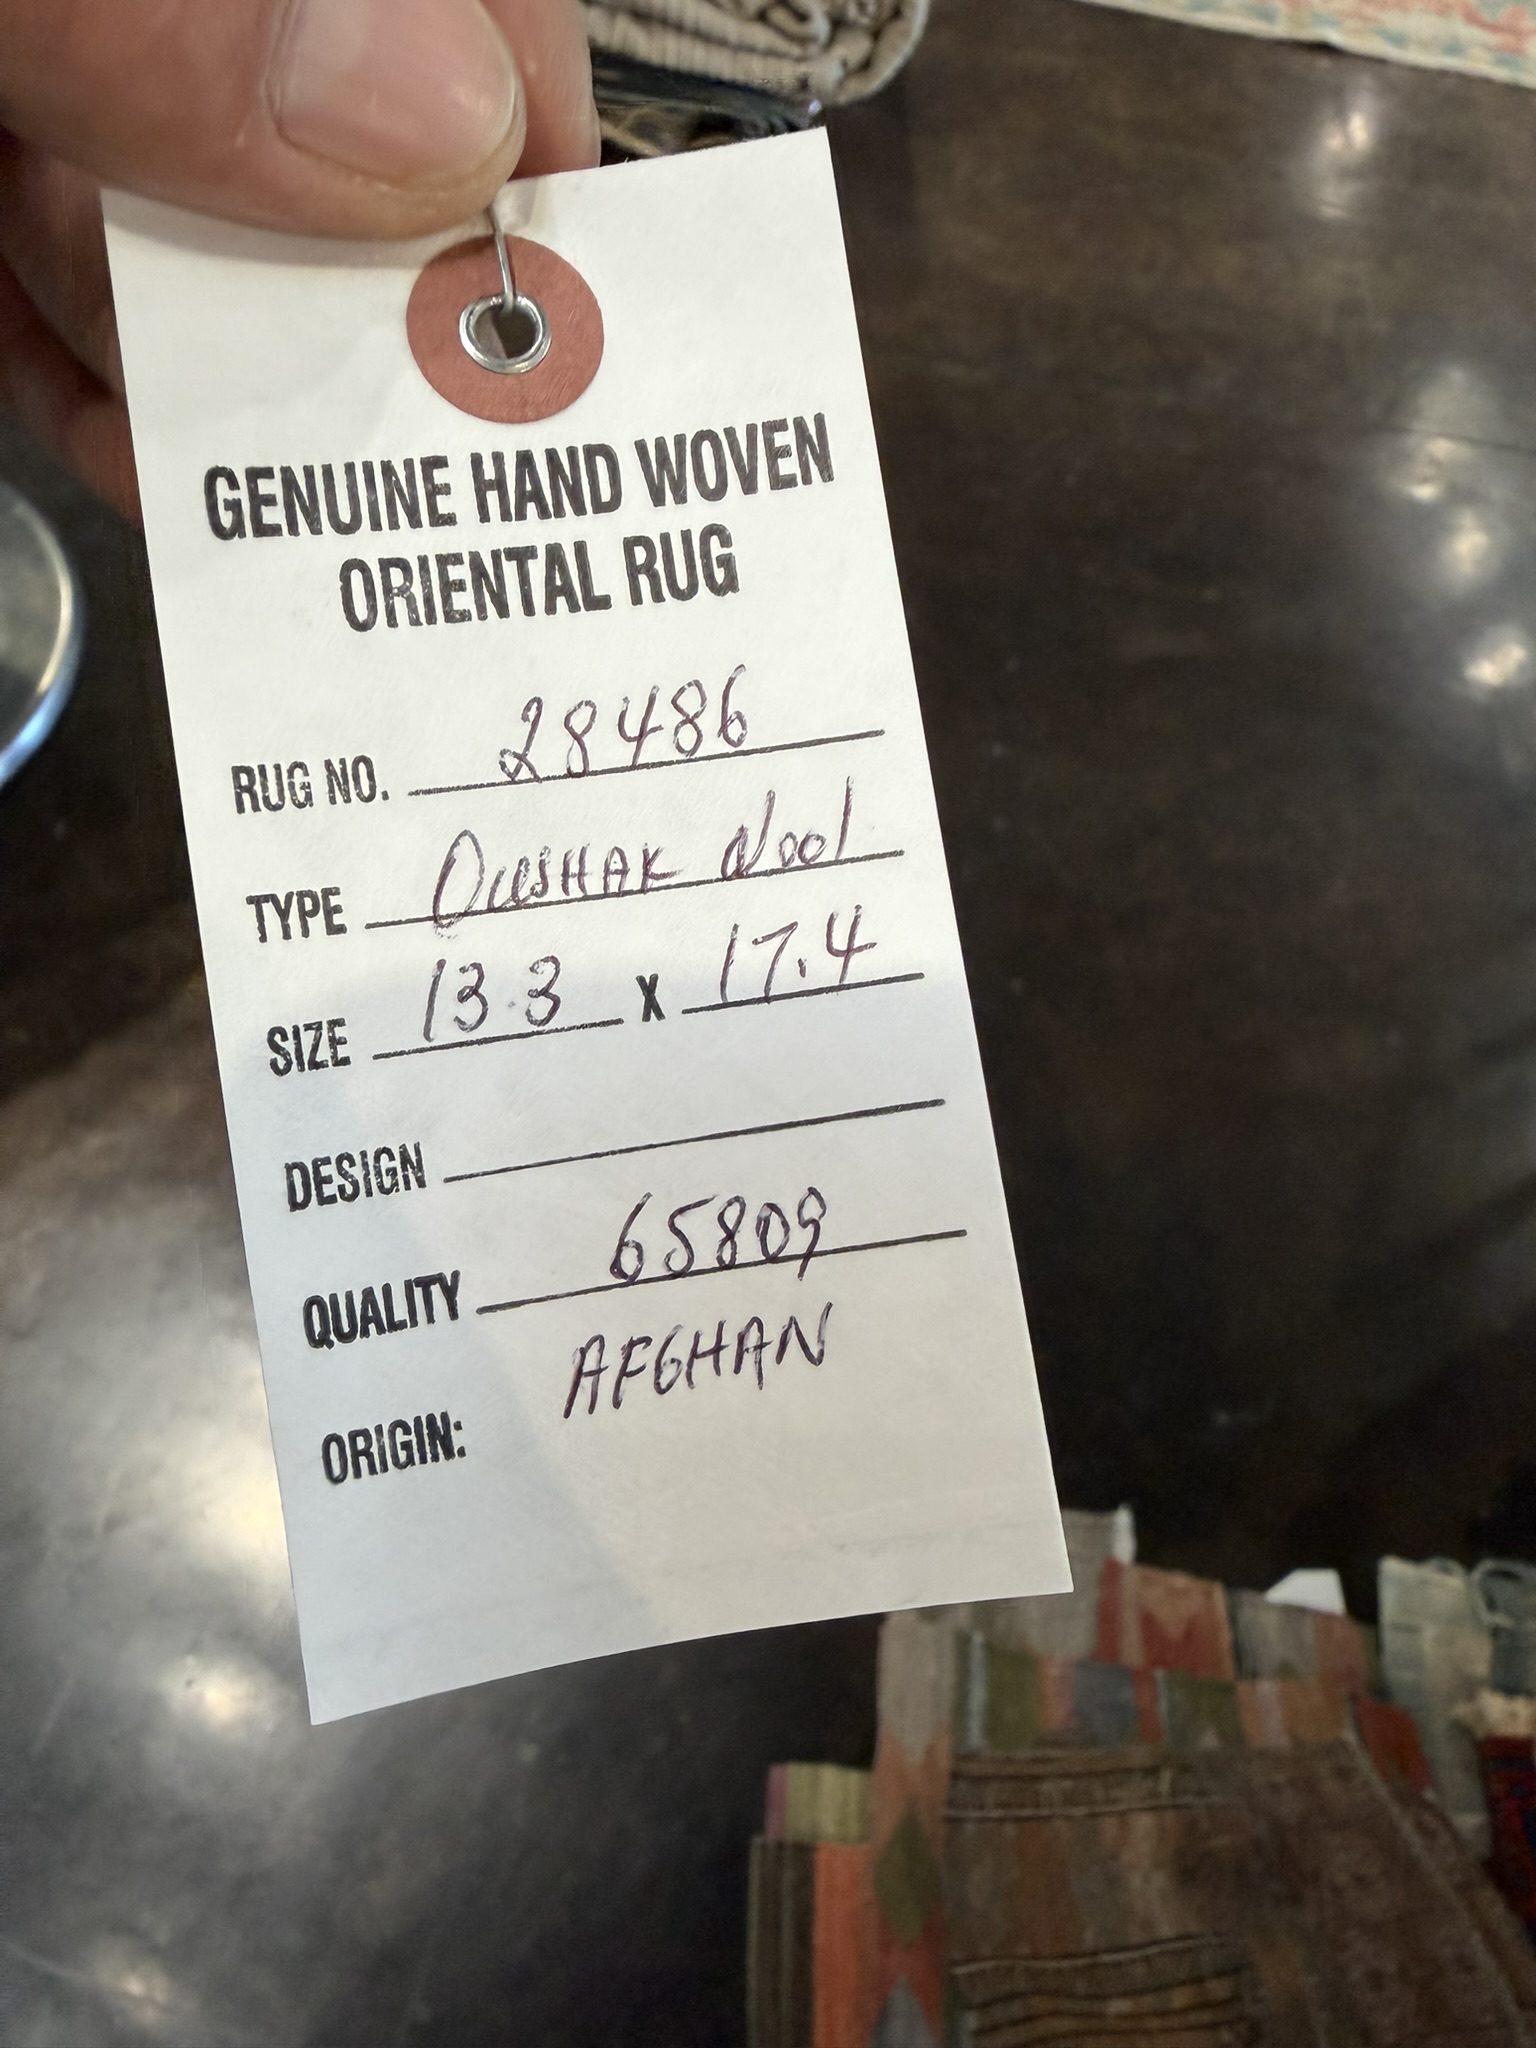 GENUINE HAND WOVEN
ORIENTAL RUG
RUG NO. 28486
TYPE OUSHAK Wool
SIZE 13.3 X 17.4
DESIGN
QUALITY 65809
AFGHAN
ORIGIN: